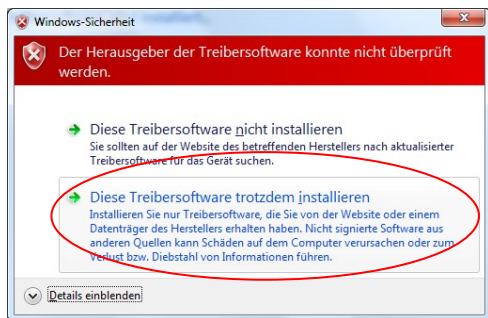 Windows-Sicherheit
Der Herausgeber der Treibersoftware konnte nicht überprüft
werden.
Diese Treibersoftware nicht installieren
Sie sollten auf der Website des betreffenden Herstellers nach aktualisierter
Treibersoftware für das Gerät suchen.
Diese Treibersoftware trotzdem installieren
Installieren Sie nur Treibersoftware, die Sie von der Website oder einem
Datenträger des Herstellers erhalten haben. Nicht signierte Software aus
anderen Quellen kann Schäden auf dem Computer verursachen oder zum
Verlust bzw. Diebstahl von Informationen führen.
Details einblenden